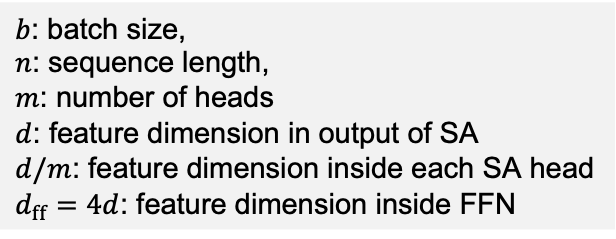 b: batch size,
n: sequence length,
m: number of heads
d: feature dimension in output of SA
d/m: feature dimension inside each SA head
d_ff = 4d: feature dimension inside FFN